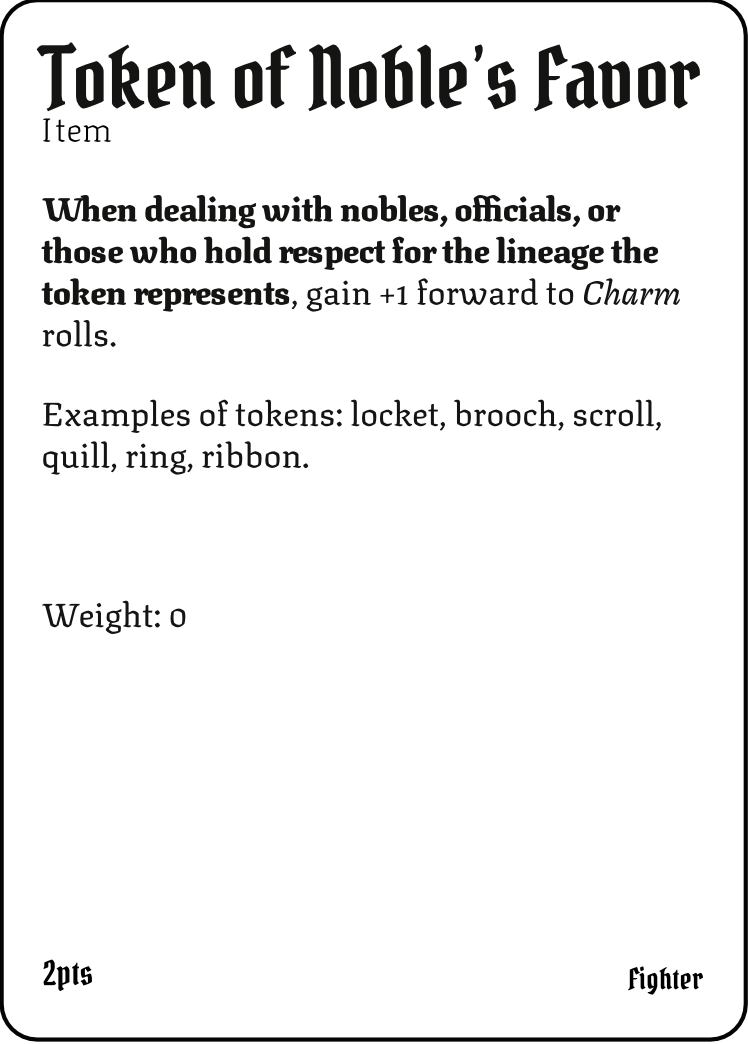 Token of Noble's Favor
Item
When dealing with nobles, officials, or
those who hold respect for the lineage the
token represents, gain +1 forward to Charm
rolls.
Examples of tokens: locket, brooch, scroll,
quill, ring, ribbon.
Weight: 0
2pts
Fighter